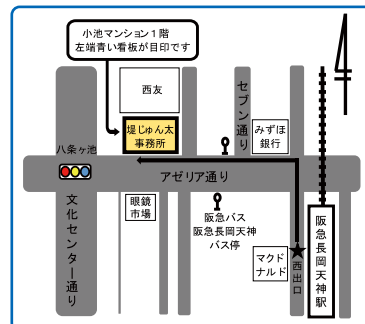 小池マンション1階
左端青い看板が目印です
西友
堤じゅん太
事務所
セブン通り
みずほ
銀行
八条ヶ池
アゼリア通り
文化センター通り
眼鏡
市場
阪急バス
阪急長岡天神
バス停
マクド
ナルド
西出口
阪急長岡天神駅